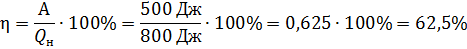 η = A/Qн · 100% = 500 Дж/800 Дж · 100% = 0,625 · 100% = 62,5%